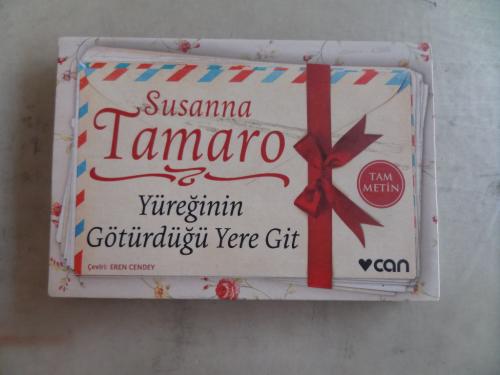 Susanna
Tamaro
Yüreğinin
Götürdüğü Yere Git
TAM
METİN
Çeviri: EREN CENDEY
can